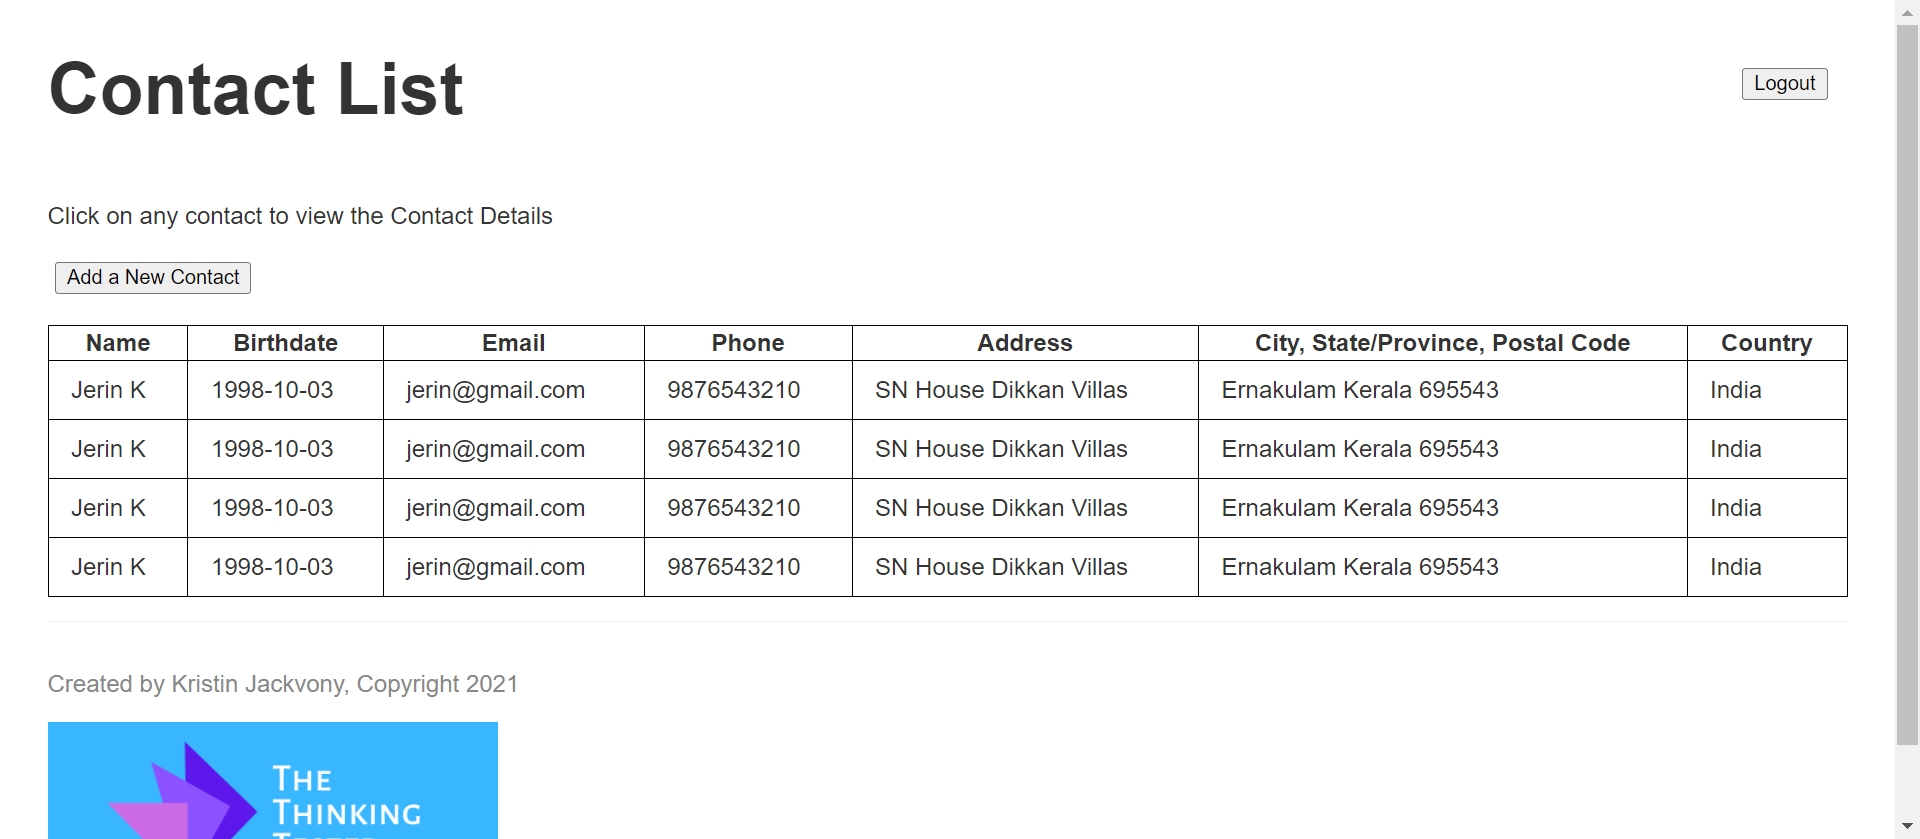 Contact List
Logout
Click on any contact to view the Contact Details
Add a New Contact
Name Birthdate Email Phone Address City, State/Province, Postal Code Country
Jerin K 1998-10-03 jerin@gmail.com 9876543210 SN House Dikkan Villas Ernakulam Kerala 695543 India
Jerin K 1998-10-03 jerin@gmail.com 9876543210 SN House Dikkan Villas Ernakulam Kerala 695543 India
Jerin K 1998-10-03 jerin@gmail.com 9876543210 SN House Dikkan Villas Ernakulam Kerala 695543 India
Jerin K 1998-10-03 jerin@gmail.com 9876543210 SN House Dikkan Villas Ernakulam Kerala 695543 India
Created by Kristin Jackvony, Copyright 2021
THE
THINKING